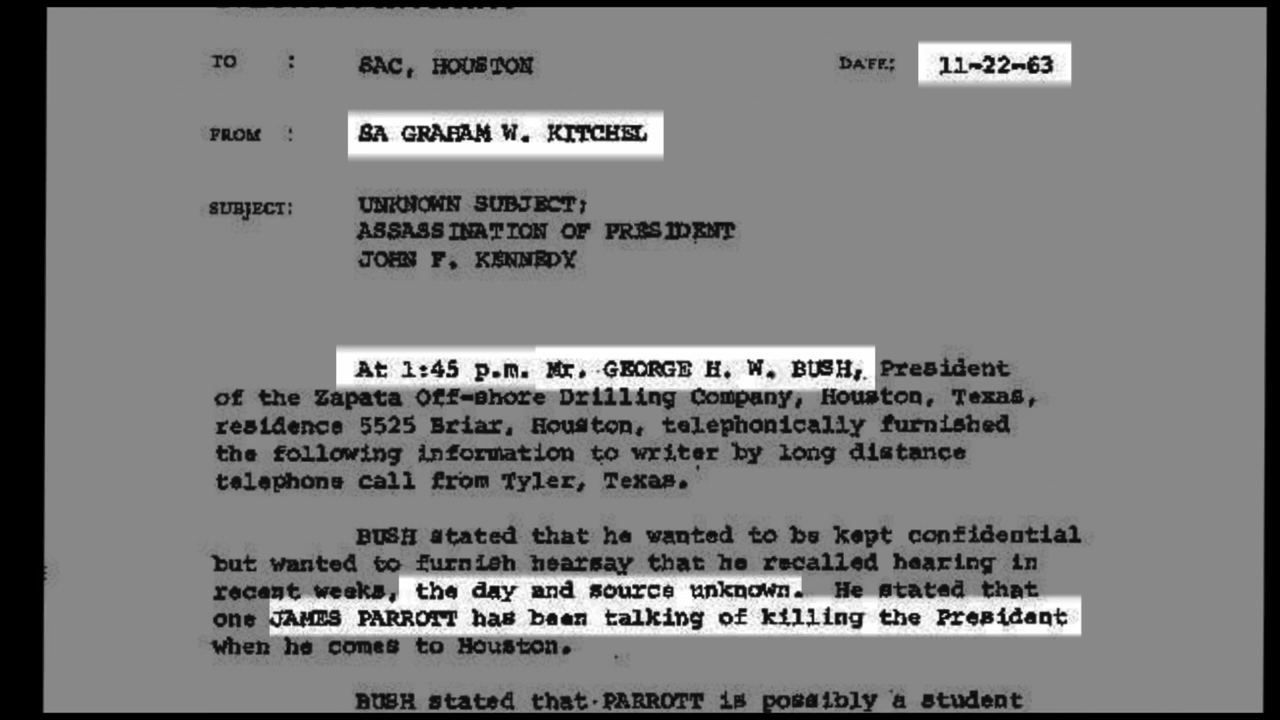 TO : SAC, HOUSTON DATE: 11-22-63
FROM : SA GRAHAM W. KITCHEL
SUBJECT: UNKNOWN SUBJECT;
ASSASSINATION OF PRESIDENT
JOHN F. KENNEDY
At 1:45 p.m. Mr. GEORGE H. W. BUSH, President
of the Zapata Off-shore Drilling Company, Houston, Texas,
residence 5525 Briar, Houston, telephonically furnished
the following information to writer by long distance
telephone call from Tyler, Texas.
BUSH stated that he wanted to be kept confidential
but wanted to furnish hearsay that he recalled hearing in
recent weeks, the day and source unknown. He stated that
one JAMES PARROTT has been talking of killing the President
when he comes to Houston.
BUSH stated that PARROTT is possibly a student